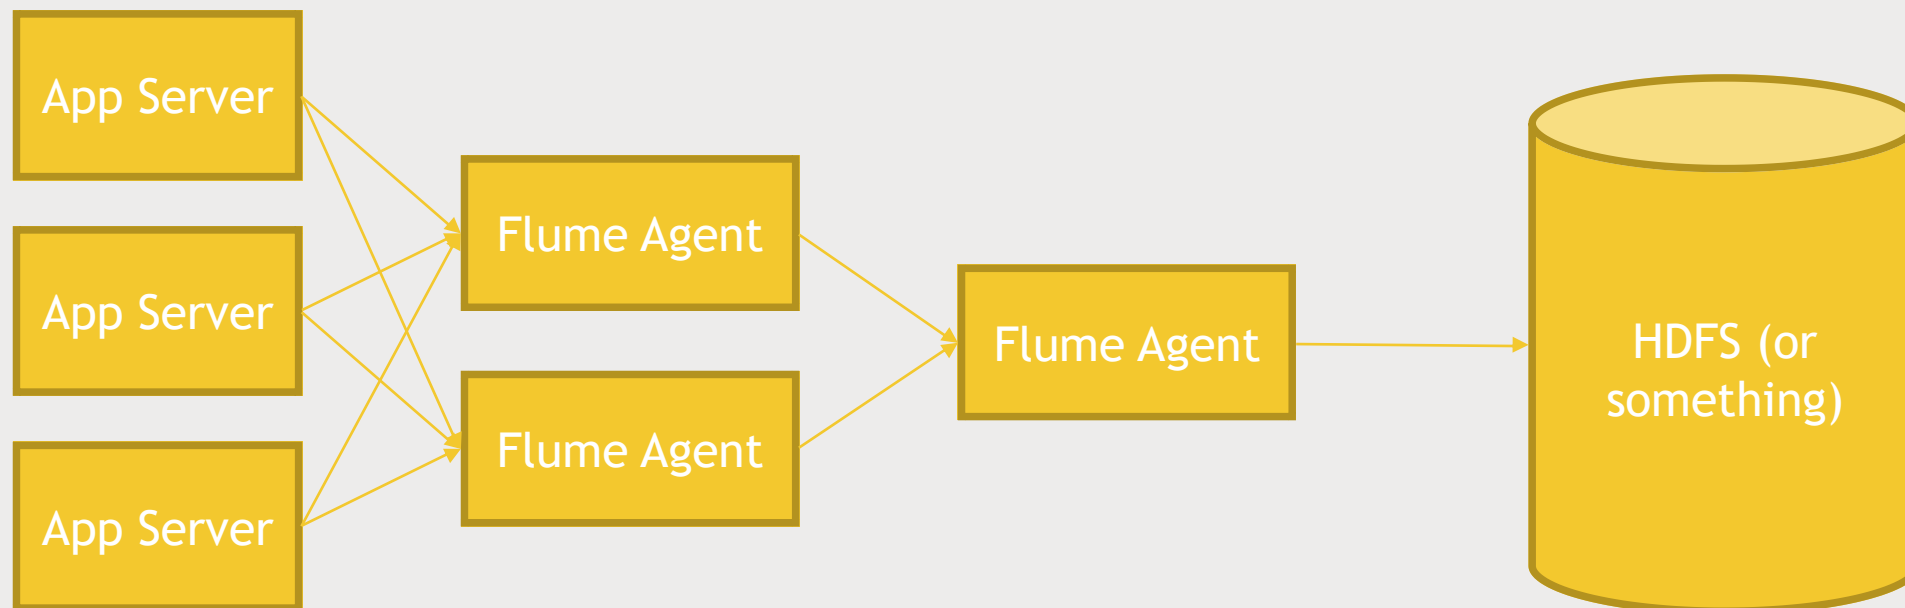 App Server
App Server
App Server
Flume Agent
Flume Agent
Flume Agent
HDFS (or
something)